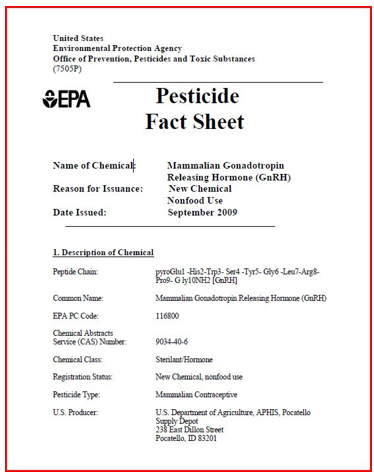 United States
Environmental Protection Agency
Office of Prevention, Pesticides and Toxic Substances
(7505P)
EPA
Pesticide
Fact Sheet
Name of Chemical: Mammalian Gonadotropin
Releasing Hormone (GnRH)
Reason for Issuance: New Chemical
Nonfood Use
Date Issued: September 2009
1. Description of Chemical
Peptide Chain: pyroGlu1 -His2-Trp3- Ser4 -Tyr5- Gly6 -Leu7-Arg8-
Pro9- G ly10NH2 [GnRH]
Common Name: Mammalian Gonadotropin Releasing Hormone (GnRH)
EPA PC Code: 116800
Chemical Abstracts
Service (CAS) Number: 9034-40-6
Chemical Class: Sterilant/Hormone
Registration Status: New Chemical, nonfood use
Pesticide Type: Mammalian Contraceptive
U.S. Producer: U.S. Department of Agriculture, APHIS, Pocatello
Supply Depot
238 East Dillon Street
Pocatello, ID 83201